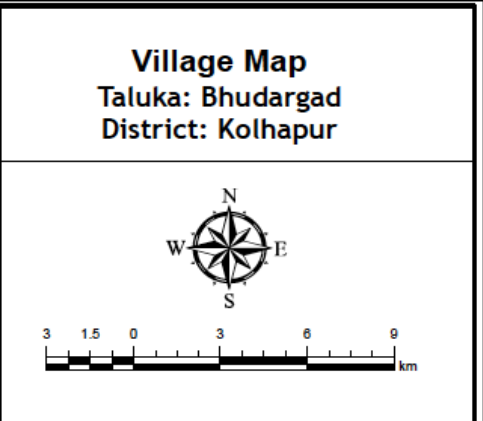 Village Map
Taluka: Bhudargad
District: Kolhapur
N
W E
S
3 1.5 0 3 6 9
km